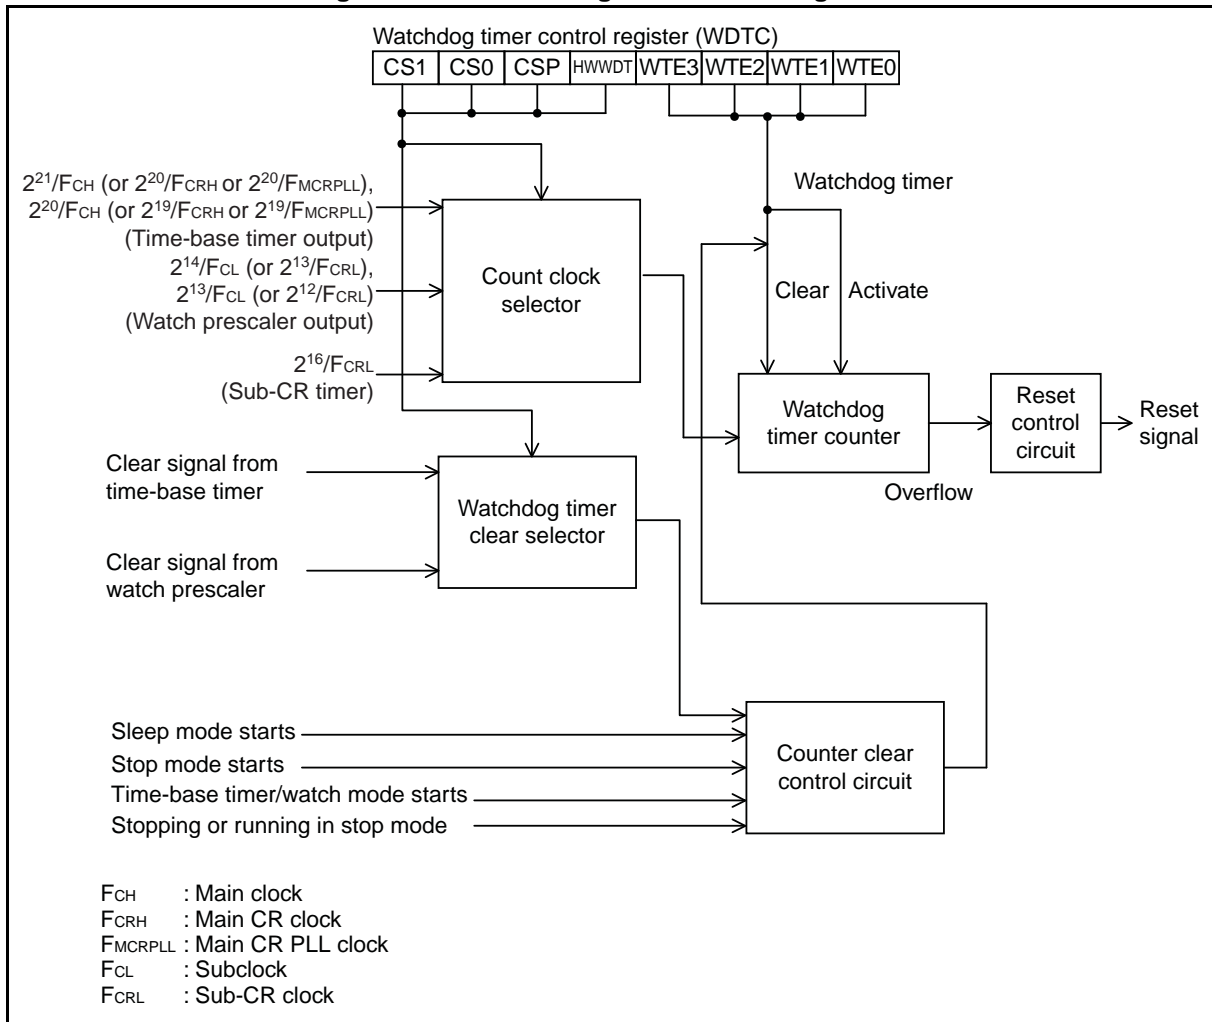 Watchdog timer control register (WDTC)
CS1 CS0 CSP HWWDT WTE3 WTE2 WTE1 WTE0
2²¹/FCH (or 2²⁰/FCRH or 2²⁰/FMCRPLL),
2²⁰/FCH (or 2¹⁹/FCRH or 2¹⁹/FMCRPLL)
(Time-base timer output)
2¹⁴/FCL (or 2¹³/FCRL),
2¹³/FCL (or 2¹²/FCRL)
(Watch prescaler output)
2¹⁶/FCRL
(Sub-CR timer)
Count clock
selector
Watchdog timer
Clear Activate
Watchdog
timer counter
Reset
control
circuit
Reset
signal
Overflow
Clear signal from
time-base timer
Clear signal from
watch prescaler
Watchdog timer
clear selector
Sleep mode starts
Stop mode starts
Time-base timer/watch mode starts
Stopping or running in stop mode
Counter clear
control circuit
FCH : Main clock
FCRH : Main CR clock
FMCRPLL : Main CR PLL clock
FCL : Subclock
FCRL : Sub-CR clock